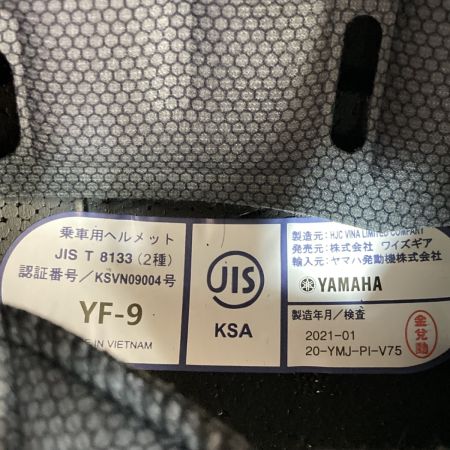 乗車用ヘルメット
JIS T 8133（2種）
認証番号／KSVN09004号
YF-9
IN VIETNAM
JIS
KSA
製造元：HJC VINA LIMITED COMPANY
発売元：株式会社 ワイズギア
輸入元：ヤマハ発動機株式会社
YAMAHA
製造年月／検査
2021-01
20-YMJ-PI-V75